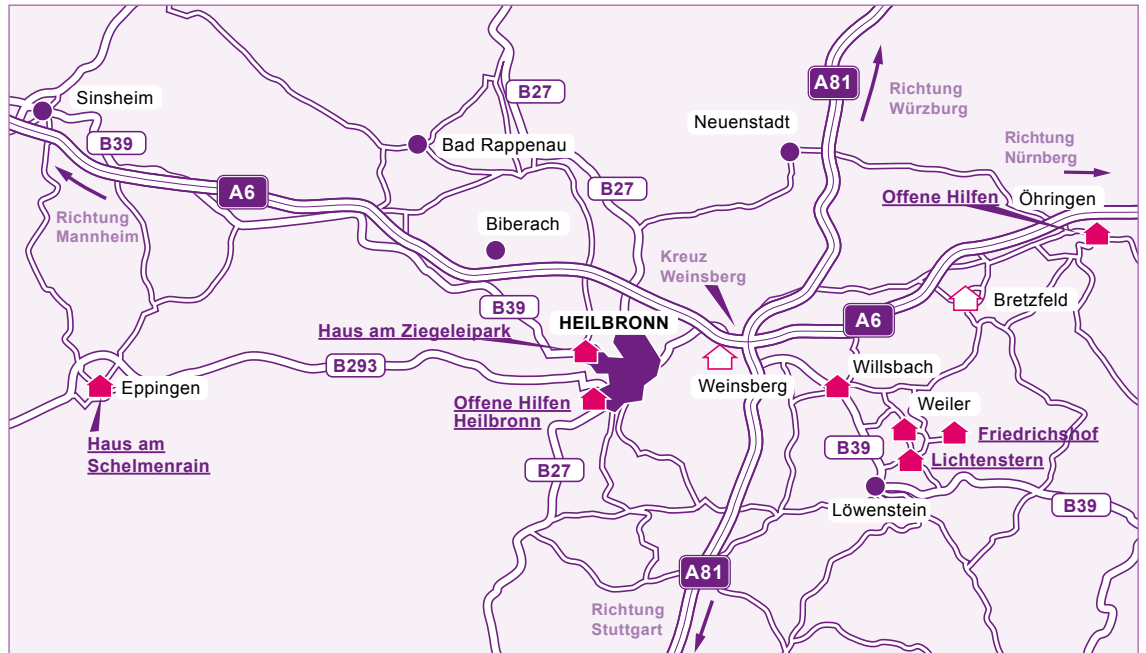 B27
A81
Richtung
Würzburg
Sinsheim
Neuenstadt
B39
Bad Rappenau
Richtung
Nürnberg
A6
B27
Offene Hilfen
Öhringen
Richtung
Mannheim
Biberach
Kreuz
Weinsberg
B39
Bretzfeld
HEILBRONN
A6
Haus am Ziegeleipark
B293
Willsbach
Eppingen
Weinsberg
Offene Hilfen
Heilbronn
Weiler
Haus am
Schelmenrain
Friedrichshof
B39
Lichtenstern
B27
Löwenstein
B39
A81
Richtung
Stuttgart